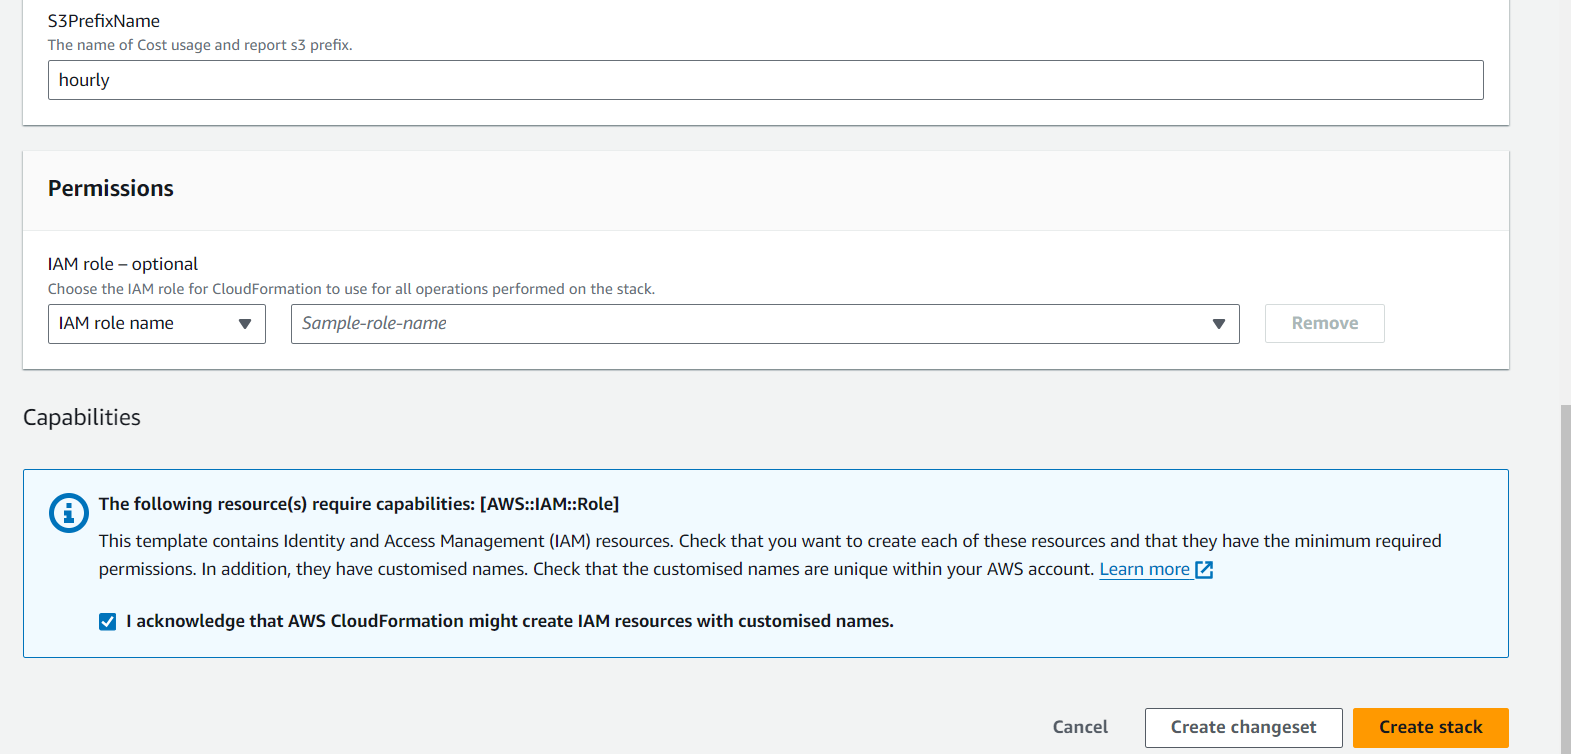 S3PrefixName
The name of Cost usage and report s3 prefix.
hourly
Permissions
IAM role – optional
Choose the IAM role for CloudFormation to use for all operations performed on the stack.
IAM role name
Sample-role-name
Remove
Capabilities
The following resource(s) require capabilities: [AWS::IAM::Role]
This template contains Identity and Access Management (IAM) resources. Check that you want to create each of these resources and that they have the minimum required
permissions. In addition, they have customised names. Check that the customised names are unique within your AWS account. Learn more
I acknowledge that AWS CloudFormation might create IAM resources with customised names.
Cancel
Create changeset
Create stack